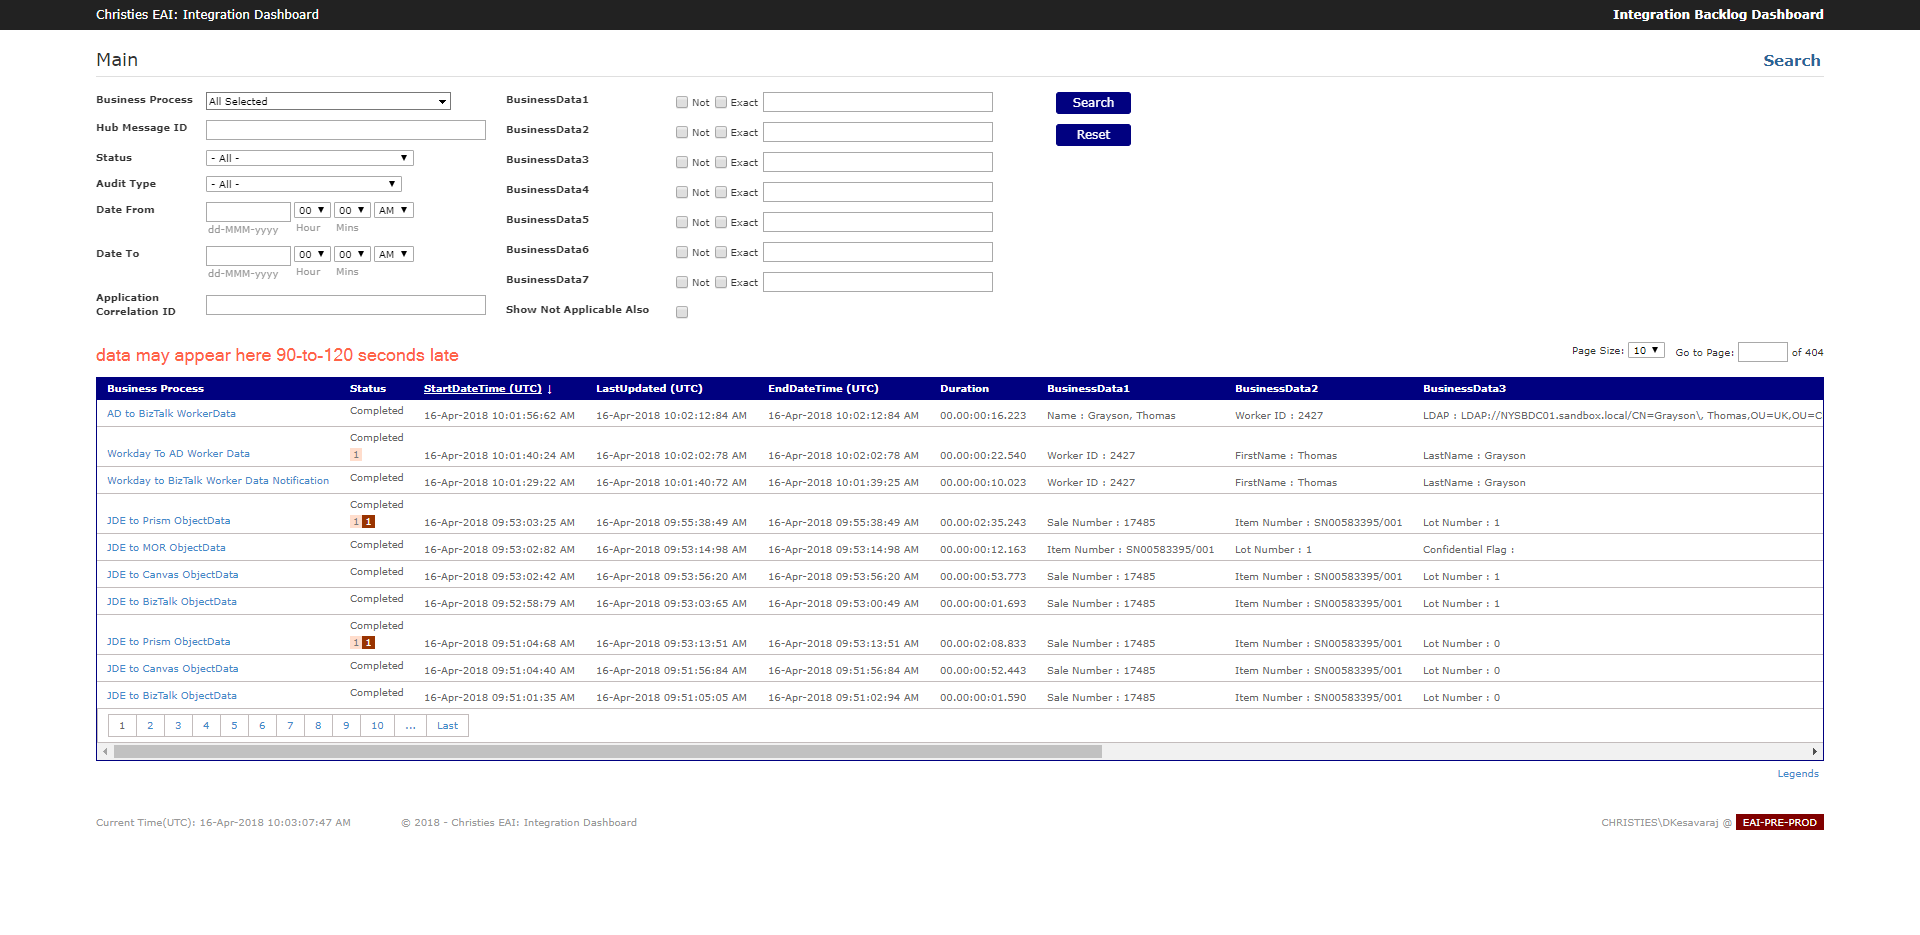 Christies EAI: Integration Dashboard Integration Backlog Dashboard
Main Search
Business Process All Selected BusinessData1 Not Exact Search
Hub Message ID BusinessData2 Not Exact Reset
Status - All - BusinessData3 Not Exact
Audit Type - All - BusinessData4 Not Exact
Date From 00 00 AM BusinessData5 Not Exact
dd-MMM-yyyy Hour Mins
Date To 00 00 AM BusinessData6 Not Exact
dd-MMM-yyyy Hour Mins BusinessData7 Not Exact
Application
Correlation ID Show Not Applicable Also
data may appear here 90-to-120 seconds late Page Size: 10 Go to Page: of 404
Business Process Status StartDateTime (UTC) ↓ LastUpdated (UTC) EndDateTime (UTC) Duration BusinessData1 BusinessData2 BusinessData3
AD to BizTalk WorkerData Completed 16-Apr-2018 10:01:56:62 AM 16-Apr-2018 10:02:12:84 AM 16-Apr-2018 10:02:12:84 AM 00.00:00:16.223 Name : Grayson, Thomas Worker ID : 2427 LDAP : LDAP://NYSBDC01.sandbox.local/CN=Grayson\, Thomas,OU=UK,OU=C
Workday To AD Worker Data Completed 1 16-Apr-2018 10:01:40:24 AM 16-Apr-2018 10:02:02:78 AM 16-Apr-2018 10:02:02:78 AM 00.00:00:22.540 Worker ID : 2427 FirstName : Thomas LastName : Grayson
Workday to BizTalk Worker Data Notification Completed 16-Apr-2018 10:01:29:22 AM 16-Apr-2018 10:01:40:72 AM 16-Apr-2018 10:01:39:25 AM 00.00:00:10.023 Worker ID : 2427 FirstName : Thomas LastName : Grayson
JDE to Prism ObjectData Completed 1 1 16-Apr-2018 09:53:03:25 AM 16-Apr-2018 09:55:38:49 AM 16-Apr-2018 09:55:38:49 AM 00.00:02:35.243 Sale Number : 17485 Item Number : SN00583395/001 Lot Number : 1
JDE to MOR ObjectData Completed 16-Apr-2018 09:53:02:82 AM 16-Apr-2018 09:53:14:98 AM 16-Apr-2018 09:53:14:98 AM 00.00:00:12.163 Item Number : SN00583395/001 Lot Number : 1 Confidential Flag :
JDE to Canvas ObjectData Completed 16-Apr-2018 09:53:02:42 AM 16-Apr-2018 09:53:56:20 AM 16-Apr-2018 09:53:56:20 AM 00.00:00:53.773 Sale Number : 17485 Item Number : SN00583395/001 Lot Number : 1
JDE to BizTalk ObjectData Completed 16-Apr-2018 09:52:58:79 AM 16-Apr-2018 09:53:03:65 AM 16-Apr-2018 09:53:00:49 AM 00.00:00:01.693 Sale Number : 17485 Item Number : SN00583395/001 Lot Number : 1
JDE to Prism ObjectData Completed 1 1 16-Apr-2018 09:51:04:68 AM 16-Apr-2018 09:53:13:51 AM 16-Apr-2018 09:53:13:51 AM 00.00:02:08.833 Sale Number : 17485 Item Number : SN00583395/001 Lot Number : 0
JDE to Canvas ObjectData Completed 16-Apr-2018 09:51:04:40 AM 16-Apr-2018 09:51:56:84 AM 16-Apr-2018 09:51:56:84 AM 00.00:00:52.443 Sale Number : 17485 Item Number : SN00583395/001 Lot Number : 0
JDE to BizTalk ObjectData Completed 16-Apr-2018 09:51:01:35 AM 16-Apr-2018 09:51:05:05 AM 16-Apr-2018 09:51:02:94 AM 00.00:00:01.590 Sale Number : 17485 Item Number : SN00583395/001 Lot Number : 0
1 2 3 4 5 6 7 8 9 10 ... Last
Legends
Current Time(UTC): 16-Apr-2018 10:03:07:47 AM © 2018 - Christies EAI: Integration Dashboard CHRISTIES\DKesavaraj @ EAI-PRE-PROD